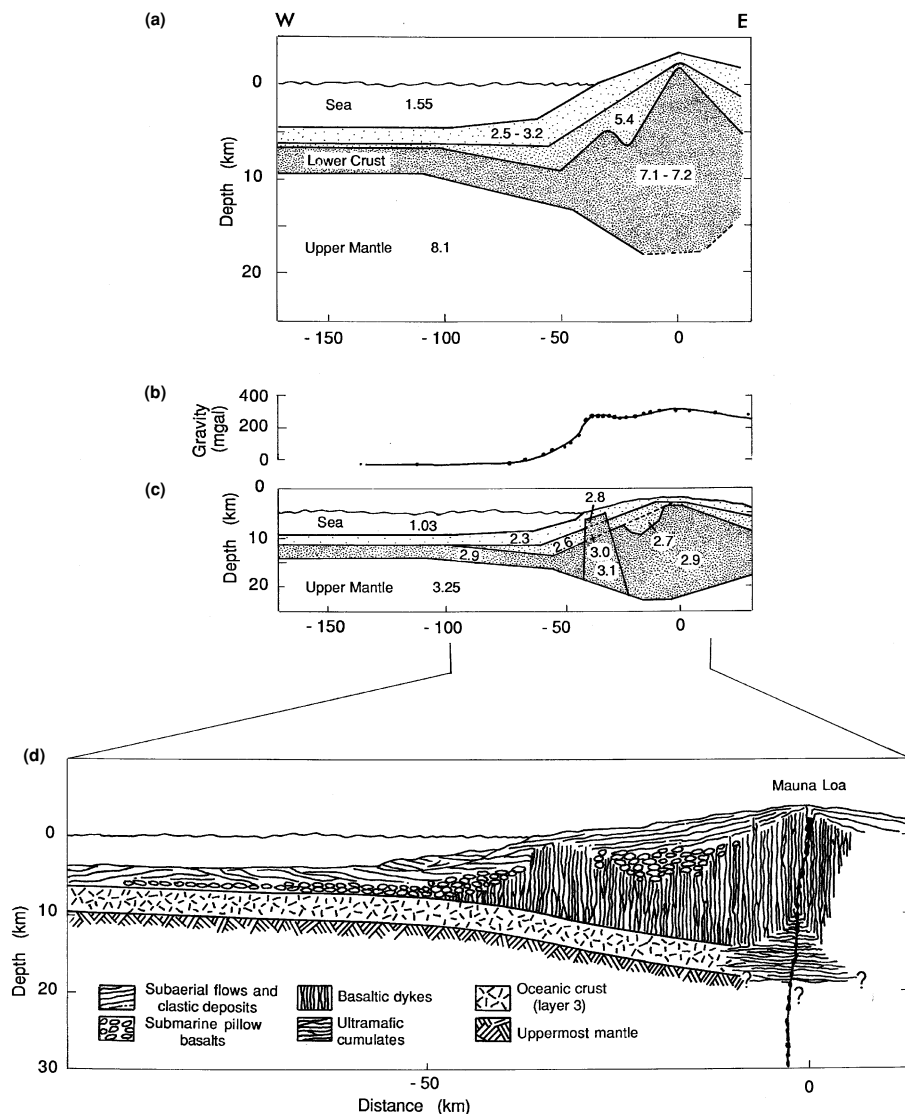 (a)
W E
0
10
20
Depth (km)
Sea 1.55
2.5 - 3.2
5.4
Lower Crust
7.1 - 7.2
Upper Mantle 8.1
- 150 - 100 - 50 0
(b)
400
200
0
Gravity
(mgal)
(c)
0
10
20
Depth (km)
2.8
Sea 1.03
2.3
2.6
2.7
2.9
3.0
3.1
2.9
Upper Mantle 3.25
- 150 - 100 - 50 0
(d)
Mauna Loa
0
10
20
30
Depth (km)
? ? ?
?
Subaerial flows and
clastic deposits
Submarine pillow
basalts
Basaltic dykes
Ultramafic
cumulates
Oceanic crust
(layer 3)
Uppermost mantle
- 50 0
Distance (km)